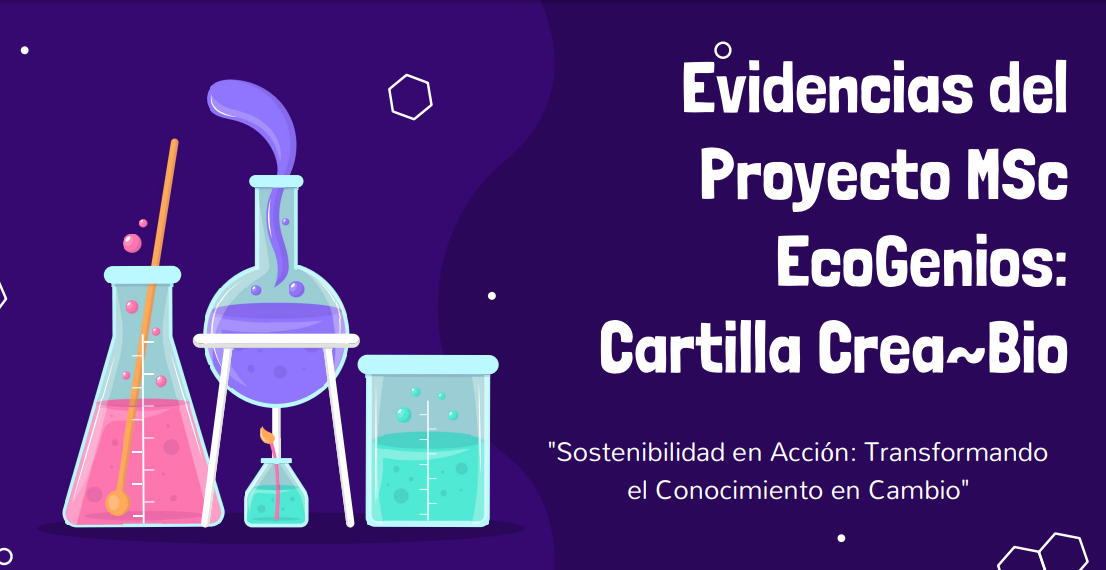 Evidencias del
Proyecto MSc
EcoGenios:
Cartilla Crea~Bio
"Sostenibilidad en Acción: Transformando
el Conocimiento en Cambio"